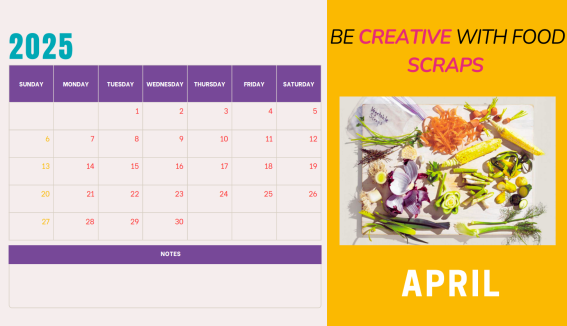 2025
SUNDAY MONDAY TUESDAY WEDNESDAY THURSDAY FRIDAY SATURDAY
1 2 3 4 5
6 7 8 9 10 11 12
13 14 15 16 17 18 19
20 21 22 23 24 25 26
27 28 29 30
NOTES
BE CREATIVE WITH FOOD
SCRAPS
APRIL